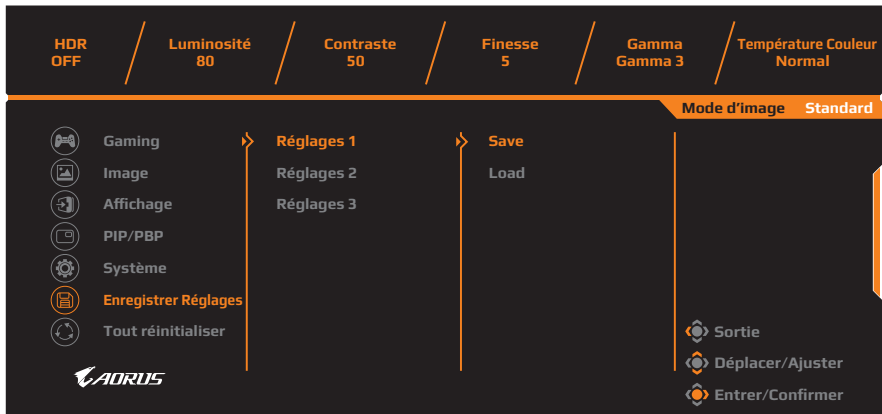 HDR Luminosité Contraste Finesse Gamma Température Couleur
OFF 80 50 5 Gamma 3 Normal
Mode d'image Standard
Gaming Réglages 1 Save
Image Réglages 2 Load
Affichage Réglages 3
PIP/PBP
Système
Enregistrer Réglages
Tout réinitialiser Sortie
AORUS Déplacer/Ajuster
Entrer/Confirmer